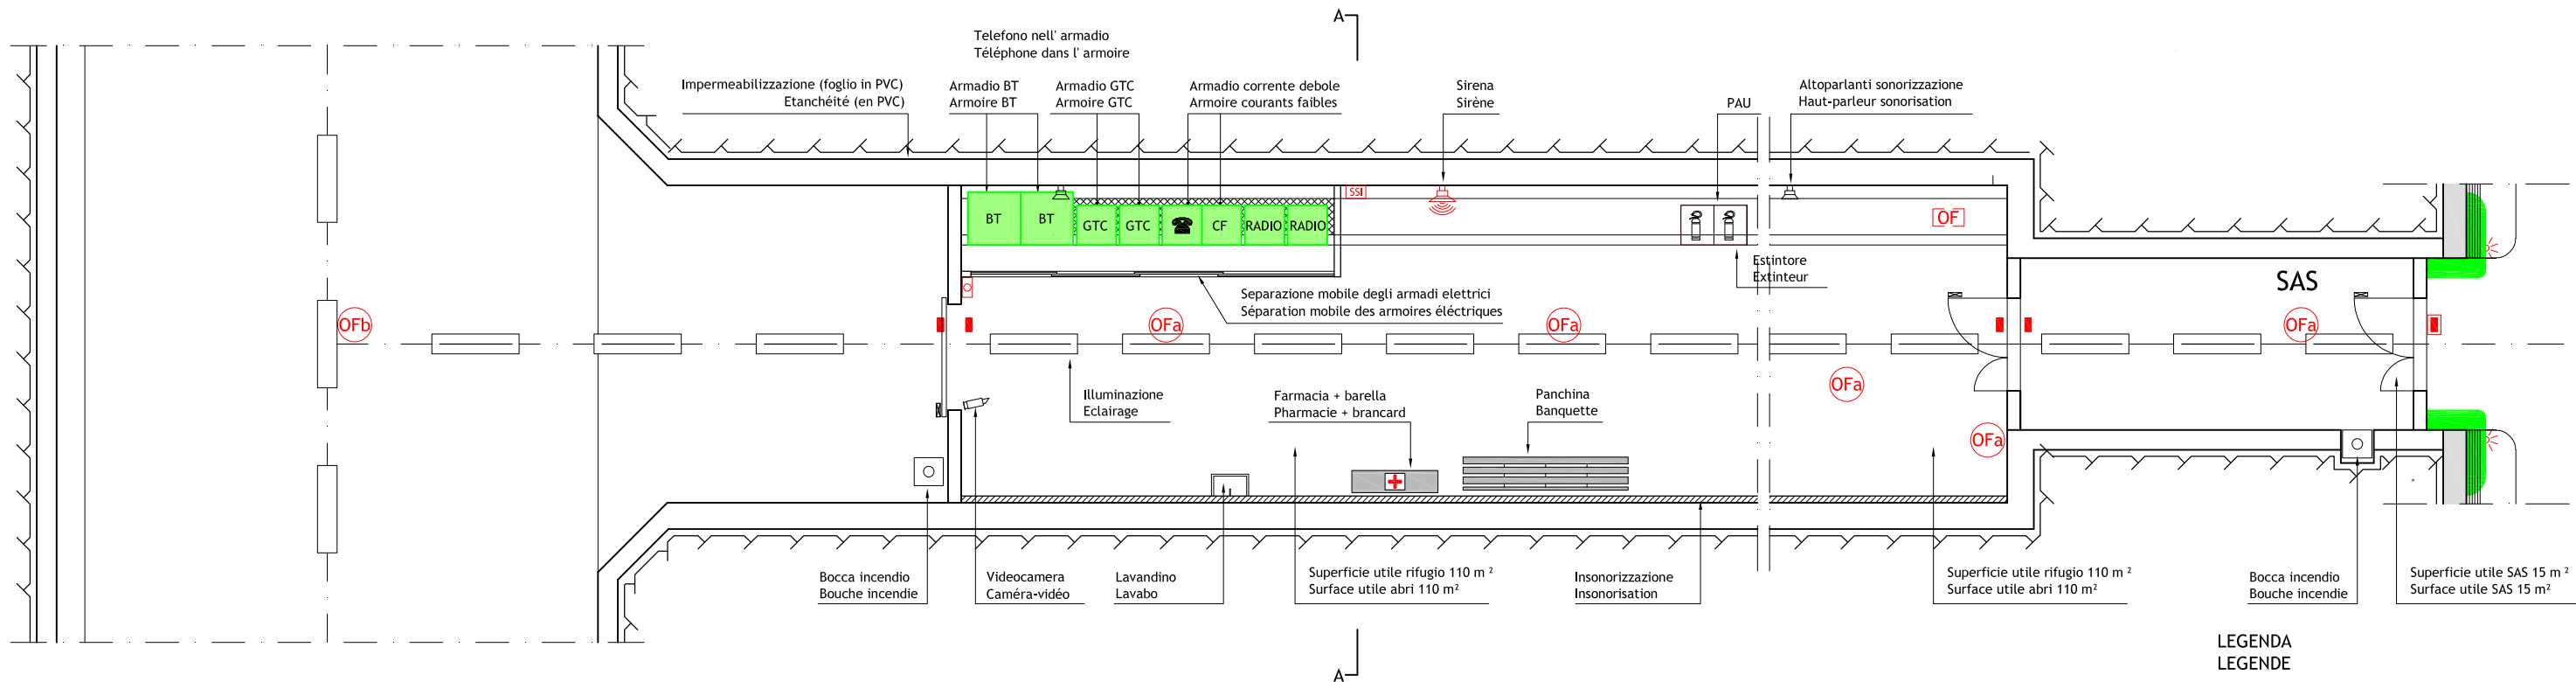 A
Telefono nell' armadio
Téléphone dans l' armoire
Impermeabilizzazione (foglio in PVC)
Etanchéité (en PVC)
Armadio BT
Armoire BT
Armadio GTC
Armoire GTC
Armadio corrente debole
Armoire courants faibles
Sirena
Sirène
PAU
Altoparlanti sonorizzazione
Haut-parleur sonorisation
BT
BT
GTC
GTC
CF
RADIO
RADIO
SSI
OF
Estintore
Extinteur
SAS
Separazione mobile degli armadi elettrici
Séparation mobile des armoires éléctriques
OFb
OFa
OFa
OFa
OFa
OFa
Illuminazione
Eclairage
Farmacia + barella
Pharmacie + brancard
Panchina
Banquette
Bocca incendio
Bouche incendie
Videocamera
Caméra-vidéo
Lavandino
Lavabo
Superficie utile rifugio 110 m ²
Surface utile abri 110 m²
Insonorizzazione
Insonorisation
Superficie utile rifugio 110 m ²
Surface utile abri 110 m²
Bocca incendio
Bouche incendie
Superficie utile SAS 15 m ²
Surface utile SAS 15 m²
A
LEGENDA
LEGENDE